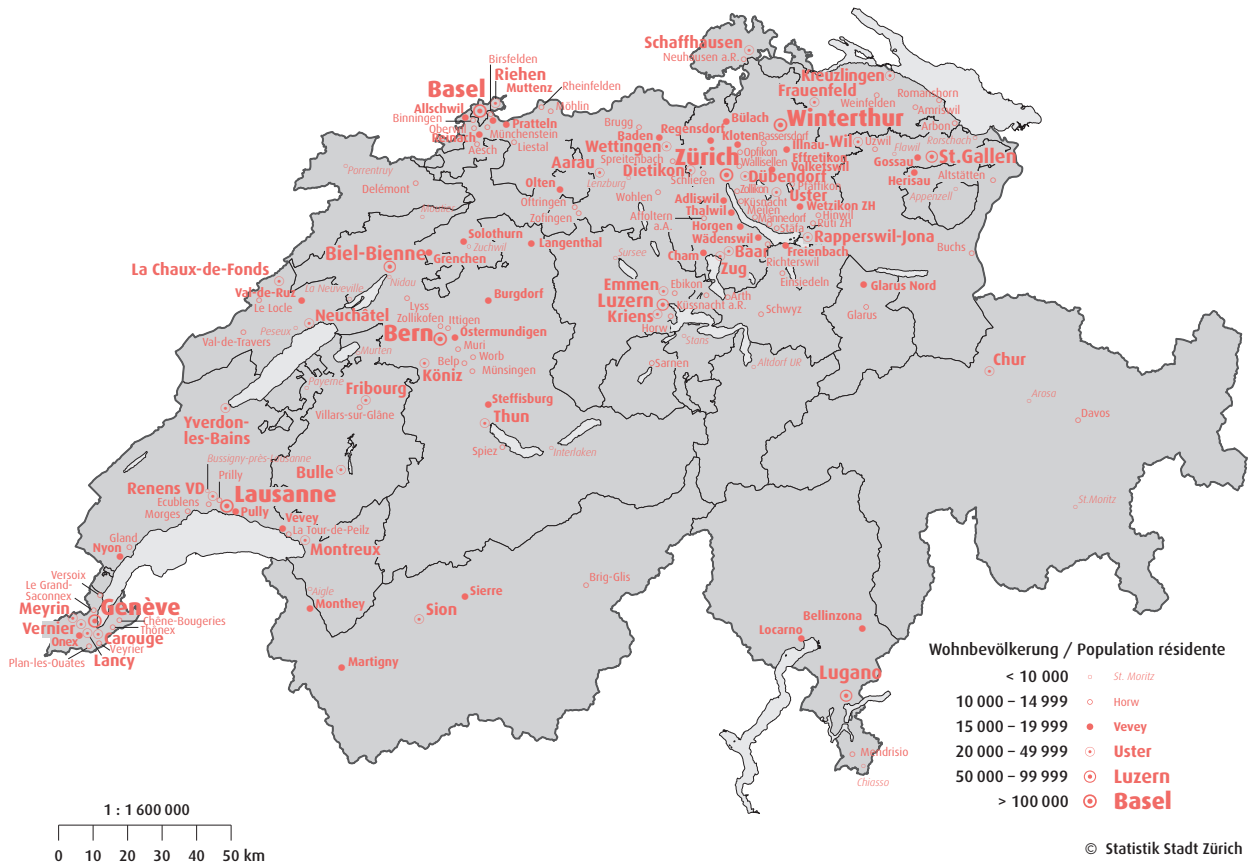 Schaffhausen
Neuhausen a.R.
Birsfelden
Riehen
Basel
Muttenz
Rheinfelden
Möhlin
Allschwil
Binningen
Pratteln
Oberwil
Reinach
Münchenstein
Aesch
Liestal
Kreuzlingen
Frauenfeld
Weinfelden
Romanshorn
Amriswil
Arbon
Rorschach
Winterthur
Bülach
Brugg
Regensdorf
Kloten
Bassersdorf
Baden
Wettingen
Opfikon
Illnau-
Effretikon
Wil
Uzwil
Flawil
Gossau
St.Gallen
Spreitenbach
Zürich
Wallisellen
Volketswil
Aarau
Dietikon
Schlieren
Dübendorf
Herisau
Altstätten
Appenzell
Porrentruy
Delémont
Moutier
Olten
Lenzburg
Oftringen
Zofingen
Wohlen
Pfäffikon
Uster
Zollikon
Küsnacht
Adliswil
Thalwil
Meilen
Wetzikon ZH
Affoltern
a.A.
Männedorf
Hinwil
Stäfa
Rüti ZH
Horgen
Wädenswil
Rapperswil-Jona
Solothurn
Zuchwil
Langenthal
Sursee
Biel-Bienne
Grenchen
Cham
Baar
Freienbach
Zug
Richterswil
Einsiedeln
Buchs
La Chaux-de-Fonds
Nidau
La Neuveville
Val-de-Ruz
Le Locle
Lyss
Burgdorf
Emmen
Ebikon
Luzern
Arth
Küssnacht a.R.
Kriens
Horw
Schwyz
Glarus Nord
Glarus
Neuchâtel
Peseux
Val-de-Travers
Zollikofen
Ittigen
Bern
Ostermundigen
Muri
Worb
Belp
Münsingen
Murten
Köniz
Stans
Altdorf UR
Sarnen
Chur
Arosa
Davos
Payerne
Fribourg
Villars-sur-Glâne
Steffisburg
Thun
Spiez
Interlaken
Yverdon-
les-Bains
Bussigny-près-Lausanne
Prilly
Bulle
St.Moritz
Renens VD
Lausanne
Ecublens
Morges
Pully
Vevey
La Tour-de-Peilz
Montreux
Gland
Nyon
Versoix
Le Grand-
Saconnex
Meyrin
Genève
Chêne-Bougeries
Thônex
Vernier
Onex
Carouge
Veyrier
Plan-les-Ouates
Lancy
Aigle
Monthey
Sion
Sierre
Brig-Glis
Martigny
Bellinzona
Locarno
Lugano
Mendrisio
Chiasso
Wohnbevölkerung / Population résidente
< 10 000 St. Moritz
10 000 – 14 999 Horw
15 000 – 19 999 Vevey
20 000 – 49 999 Uster
50 000 – 99 999 Luzern
> 100 000 Basel
1 : 1 600 000
0 10 20 30 40 50 km
© Statistik Stadt Zürich